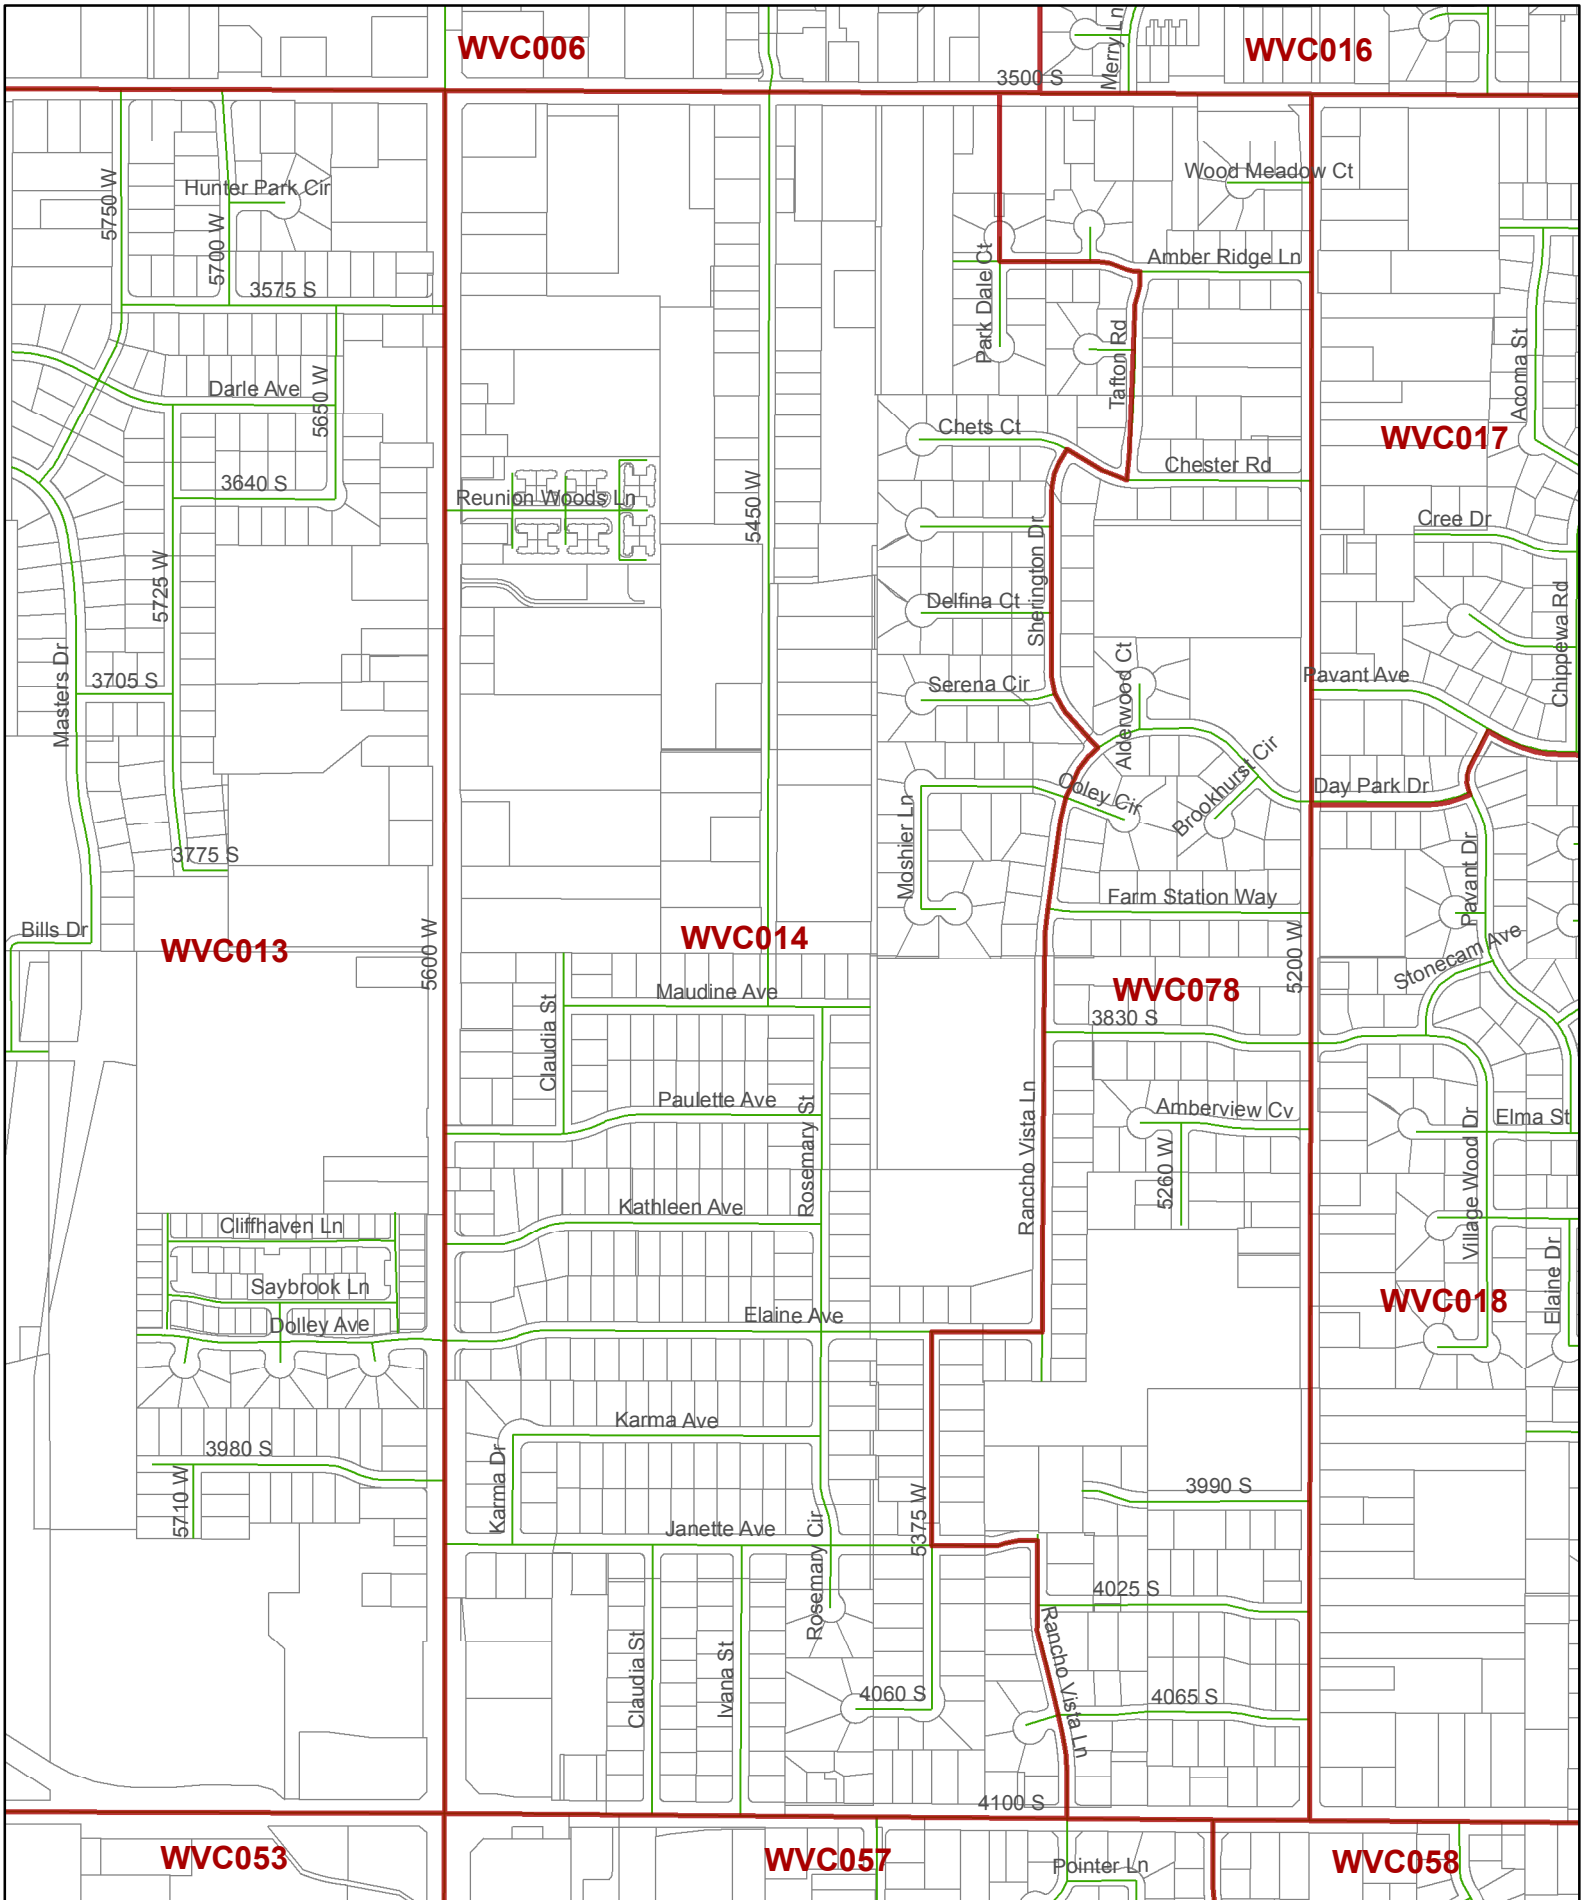 WVC006
WVC016
Merry Ln
3500 S
Wood Meadow Ct
Hunter Park Cir
5750 W
5700 W
Amber Ridge Ln
3575 S
Park Dale Ct
Tafton Rd
Acoma St
Darle Ave
5650 W
Chets Ct
WVC017
Chester Rd
3640 S
Reunion Woods Ln
5450 W
Cree Dr
5725 W
Sherington Dr
Delfina Ct
Chippewa Rd
Masters Dr
3705 S
Serena Cir
Alderwood Ct
Pavant Ave
Coley Cir
Brookhurst Cir
Day Park Dr
Moshier Ln
3775 S
Pavant Dr
Farm Station Way
Bills Dr
WVC013
WVC014
5600 W
5200 W
Stonecam Ave
WVC078
Maudine Ave
3830 S
Claudia St
Paulette Ave
Rosemary St
Rancho Vista Ln
Amberview Cv
Elma St
5260 W
Village Wood Dr
Kathleen Ave
Cliffhaven Ln
Saybrook Ln
Elaine Dr
WVC018
Dolley Ave
Elaine Ave
Karma Ave
3980 S
Karma Dr
5710 W
3990 S
5375 W
Janette Ave
Rosemary Cir
4025 S
Rancho Vista Ln
Claudia St
Ivana St
4060 S
4065 S
4100 S
WVC053
WVC057
Pointer Ln
WVC058